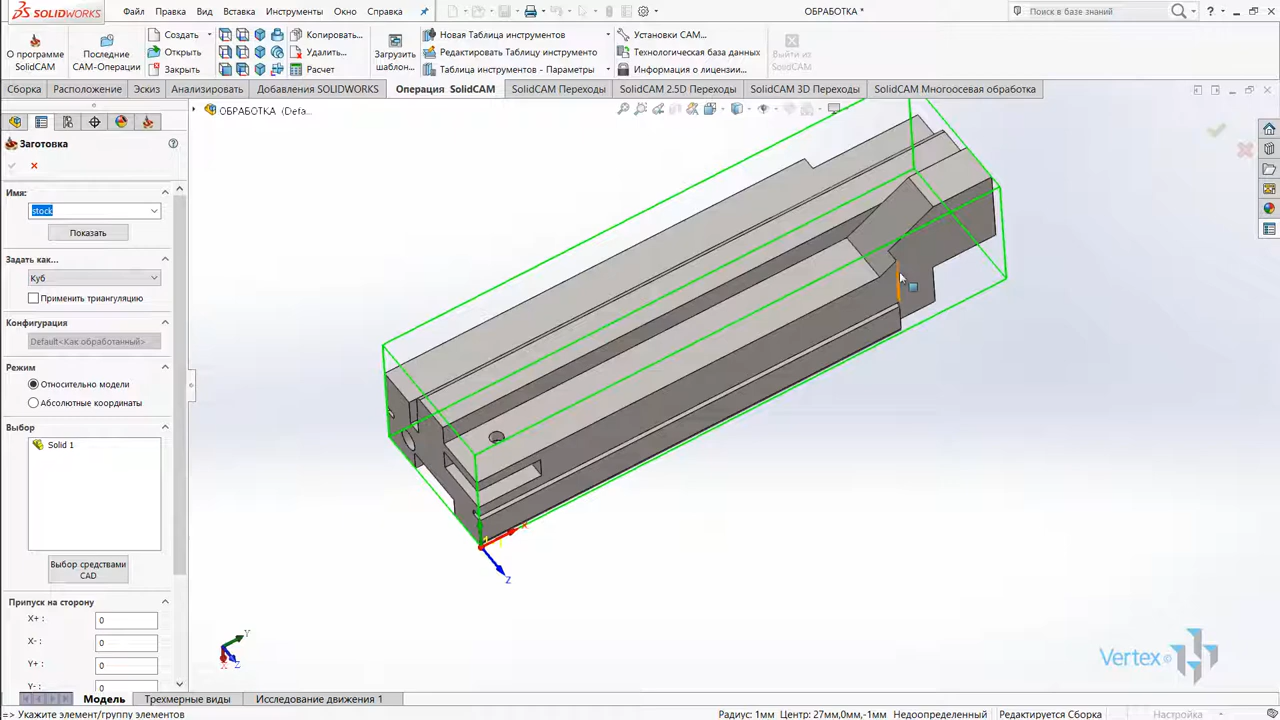 SOLIDWORKS
Файл Правка Вид Вставка Инструменты Окно Справка
ОБРАБОТКА *
Поиск в базе знаний
О программе SolidCAM
Последние CAM-Операции
Создать
Открыть
Закрыть
Копировать...
Удалить...
Расчет
Загрузить шаблон...
Новая Таблица инструментов
Редактировать Таблицу инструменто
Таблица инструментов - Параметры
Установки CAM...
Технологическая база данных
Информация о лицензии...
Выйти из SolidCAM
Сборка Расположение Эскиз Анализировать Добавления SOLIDWORKS Операция SolidCAM SolidCAM Переходы SolidCAM 2.5D Переходы SolidCAM 3D Переходы SolidCAM Многоосевая обработка
ОБРАБОТКА (Defa...
Заготовка
Имя:
stock
Показать
Задать как...
Куб
Применить триангуляцию
Конфигурация
Default<Как обработанный>
Режим
Относительно модели
Абсолютные координаты
Выбор
Solid 1
Выбор средствами CAD
Припуск на сторону
X+ : 0
X- : 0
Y+ : 0
Y- : 0
X
Z
Y
X
Z
Vertex
Модель Трехмерные виды Исследование движения 1
=> Укажите элемент/группу элементов
Радиус: 1мм Центр: 27мм,0мм,-1мм Недоопределенный Редактируется Сборка Настройка